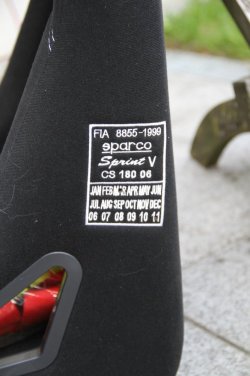 FIA 8855-1999
sparco
Sprint V
CS 180 06
JAN FEB MAR APR MAY JUN
JUL AUG SEP OCT NOV DEC
06 07 08 09 10 11